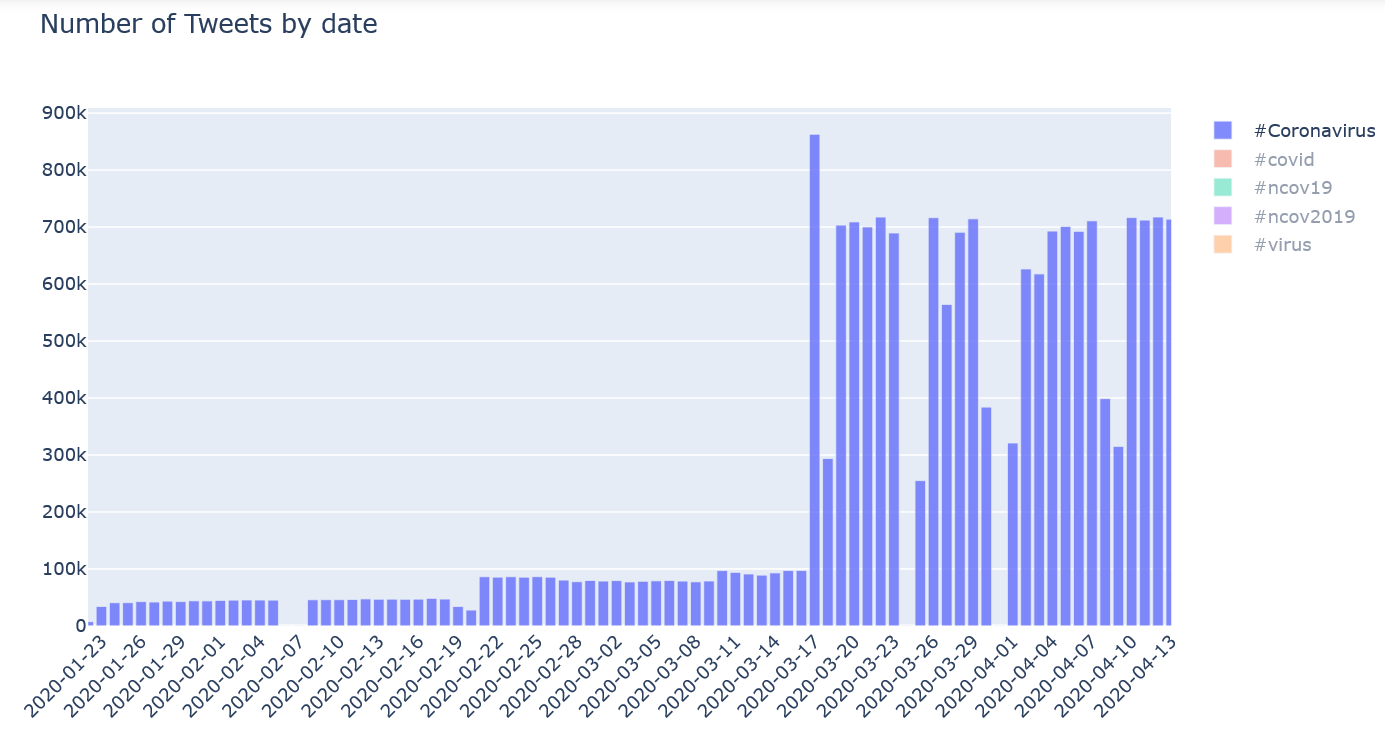 Number of Tweets by date
900k
800k
700k
600k
500k
400k
300k
200k
100k
0
2020-01-23
2020-01-26
2020-01-29
2020-02-01
2020-02-04
2020-02-07
2020-02-10
2020-02-13
2020-02-16
2020-02-19
2020-02-22
2020-02-25
2020-02-28
2020-03-02
2020-03-05
2020-03-08
2020-03-11
2020-03-14
2020-03-17
2020-03-20
2020-03-23
2020-03-26
2020-03-29
2020-04-01
2020-04-04
2020-04-07
2020-04-10
2020-04-13
#Coronavirus
#covid
#ncov19
#ncov2019
#virus